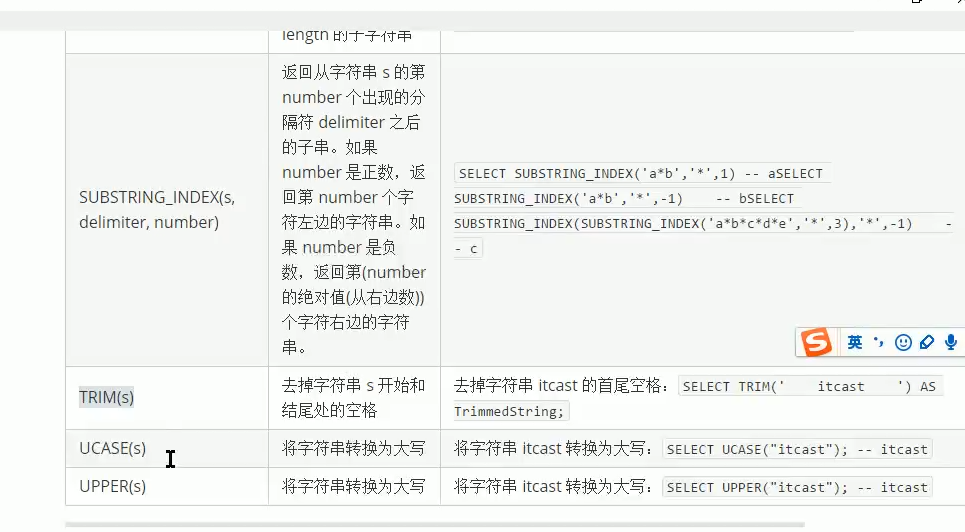 length 的子字符串
返回从字符串 s 的第
number 个出现的分
隔符 delimiter 之后
的子串。如果
number 是正数，返
回第 number 个字
符左边的字符串。如
果 number 是负
数，返回第(number
的绝对值(从右边数))
个字符右边的字符
串。
SUBSTRING_INDEX(s,
delimiter, number)
SELECT SUBSTRING_INDEX('a*b','*',1) -- aSELECT
SUBSTRING_INDEX('a*b','*',-1)    -- bSELECT
SUBSTRING_INDEX(SUBSTRING_INDEX('a*b*c*d*e','*',3),'*',-1)    -
- c
英
TRIM(s)
去掉字符串 s 开始和
结尾处的空格
去掉字符串 itcast 的首尾空格：SELECT TRIM('    itcast    ') AS
TrimmedString;
UCASE(s)
将字符串转换为大写
将字符串 itcast 转换为大写：SELECT UCASE("itcast"); -- itcast
UPPER(s)
将字符串转换为大写
将字符串 itcast 转换为大写：SELECT UPPER("itcast"); -- itcast